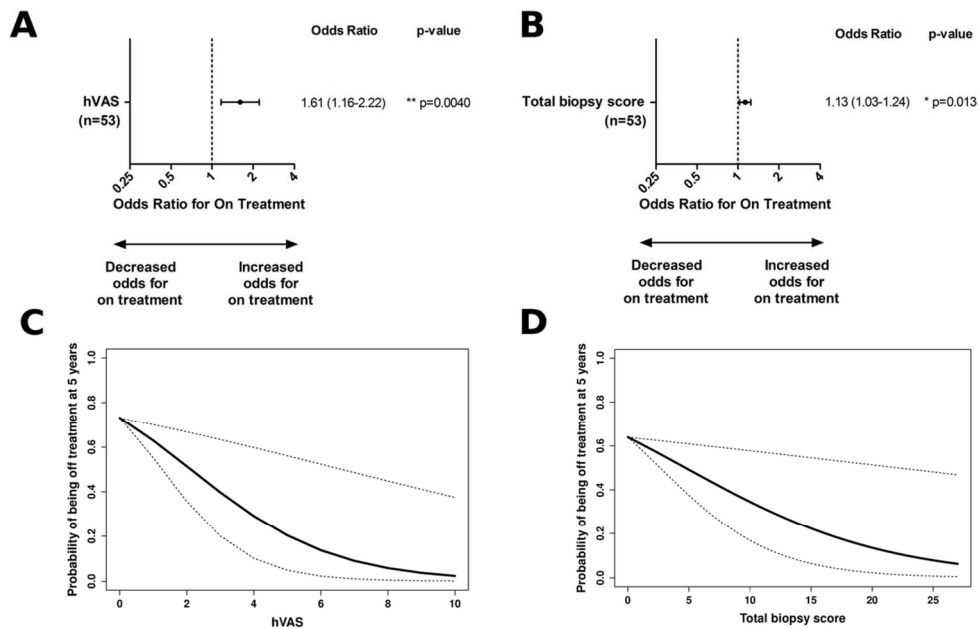 A
Odds Ratio p-value
hVAS
(n=53)
1.61 (1.16-2.22) ** p=0.0040
0.25 0.5 1 2 4
Odds Ratio for On Treatment
Decreased
odds for
on treatment
Increased
odds for
on treatment
B
Odds Ratio p-value
Total biopsy score
(n=53)
1.13 (1.03-1.24) * p=0.013
0.25 0.5 1 2 4
Odds Ratio for On Treatment
Decreased
odds for
on treatment
Increased
odds for
on treatment
C
Probability of being off treatment at 5 years
1.0
0.8
0.6
0.4
0.2
0.0
0 2 4 6 8 10
hVAS
D
Probability of being off treatment at 5 years
1.0
0.8
0.6
0.4
0.2
0.0
0 5 10 15 20 25
Total biopsy score